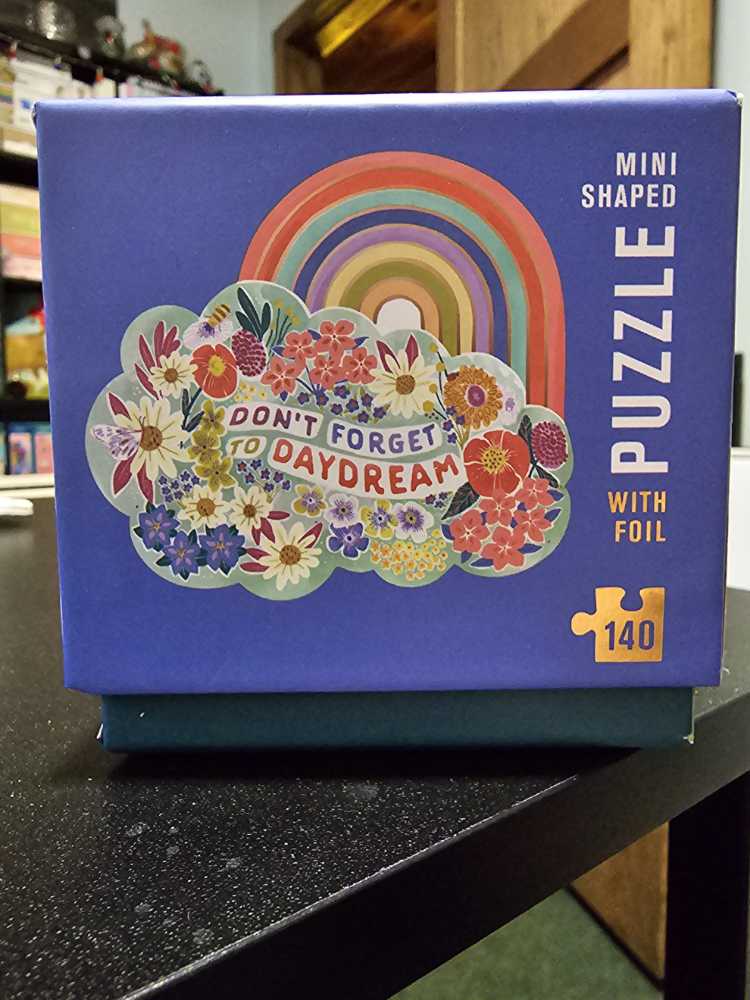 MINI
SHAPED
PUZZLE
WITH
FOIL
140
DON'T FORGET
TO DAYDREAM